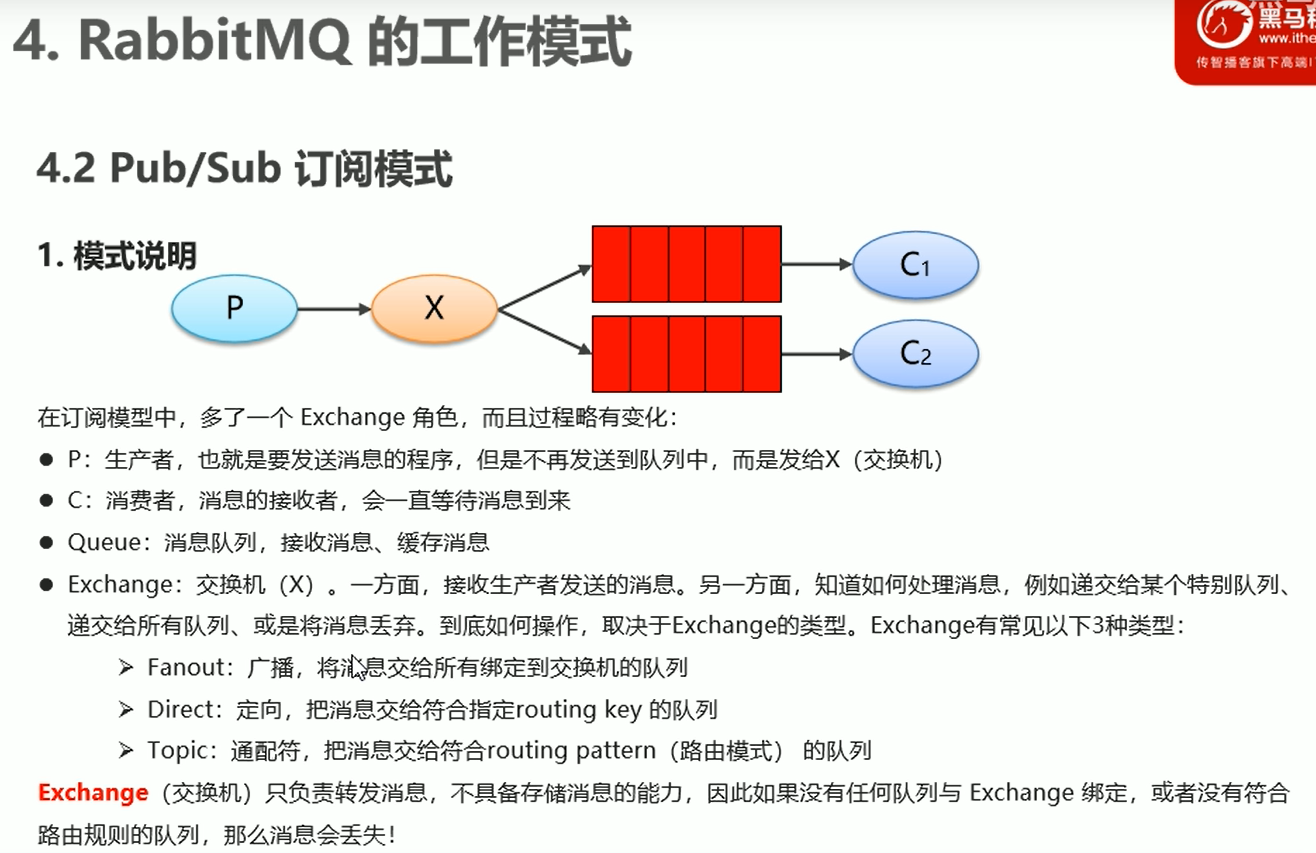 4. RabbitMQ 的工作模式
www.ithe
传智播客旗下高端I
4.2 Pub/Sub 订阅模式
1. 模式说明
P
X
C1
C2
在订阅模型中，多了一个 Exchange 角色，而且过程略有变化：
● P：生产者，也就是要发送消息的程序，但是不再发送到队列中，而是发给X（交换机）
● C：消费者，消息的接收者，会一直等待消息到来
● Queue：消息队列，接收消息、缓存消息
● Exchange：交换机（X）。一方面，接收生产者发送的消息。另一方面，知道如何处理消息，例如递交给某个特别队列、
递交给所有队列、或是将消息丢弃。到底如何操作，取决于Exchange的类型。Exchange有常见以下3种类型：
➢ Fanout：广播，将消息交给所有绑定到交换机的队列
➢ Direct：定向，把消息交给符合指定routing key 的队列
➢ Topic：通配符，把消息交给符合routing pattern（路由模式） 的队列
Exchange（交换机）只负责转发消息，不具备存储消息的能力，因此如果没有任何队列与 Exchange 绑定，或者没有符合
路由规则的队列，那么消息会丢失！